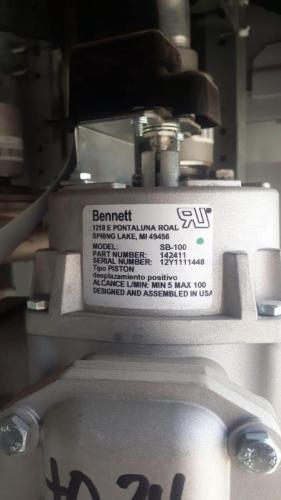 Bennett
1218 E PONTALUNA ROAD
SPRING LAKE, MI 49456
MODEL: SB-100
PART NUMBER: 142411
SERIAL NUMBER: 12Y1111448
Tipo PISTON
desplazamiento positivo
ALCANCE L/MIN: MIN 5 MAX 100
DESIGNED AND ASSEMBLED IN USA